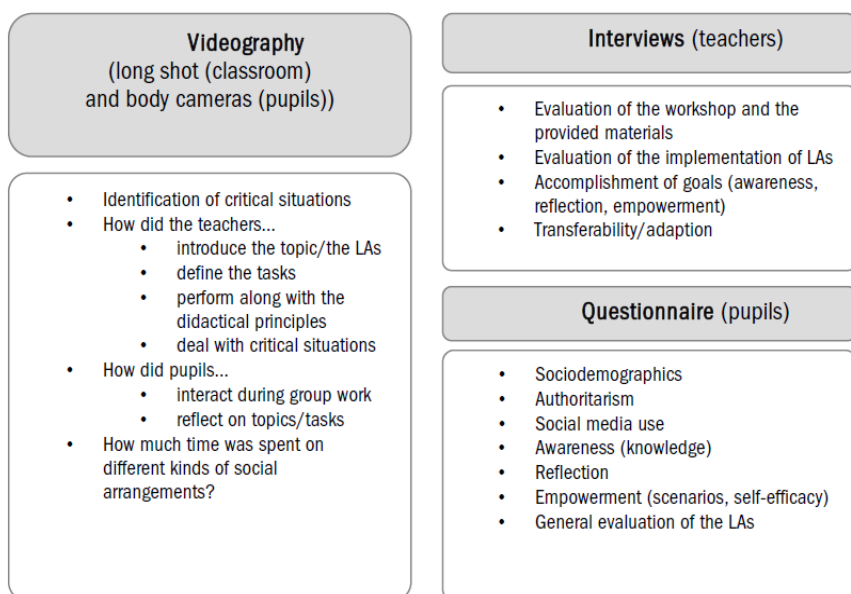 Videography
(long shot (classroom)
and body cameras (pupils))
• Identification of critical situations
• How did the teachers...
• introduce the topic/the LAs
• define the tasks
• perform along with the
didactical principles
• deal with critical situations
• How did pupils...
• interact during group work
• reflect on topics/tasks
• How much time was spent on
different kinds of social
arrangements?
Interviews (teachers)
• Evaluation of the workshop and the
provided materials
• Evaluation of the implementation of LAs
• Accomplishment of goals (awareness,
reflection, empowerment)
• Transferability/adaption
Questionnaire (pupils)
• Sociodemographics
• Authoritarism
• Social media use
• Awareness (knowledge)
• Reflection
• Empowerment (scenarios, self-efficacy)
• General evaluation of the LAs